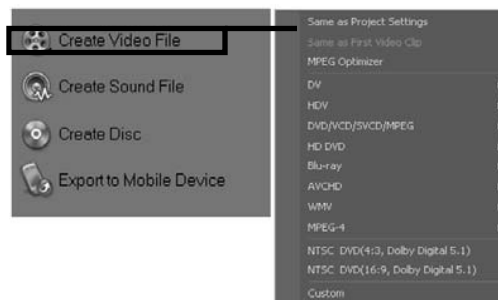 Create Video File
Create Sound File
Create Disc
Export to Mobile Device
Same as Project Settings
Same as First Video Clip
MPEG Optimizer
DV
HDV
DVD/VCD/SVCD/MPEG
HD DVD
Blu-ray
AVCHD
WMV
MPEG-4
NTSC DVD(4:3, Dolby Digital 5.1)
NTSC DVD(16:9, Dolby Digital 5.1)
Custom